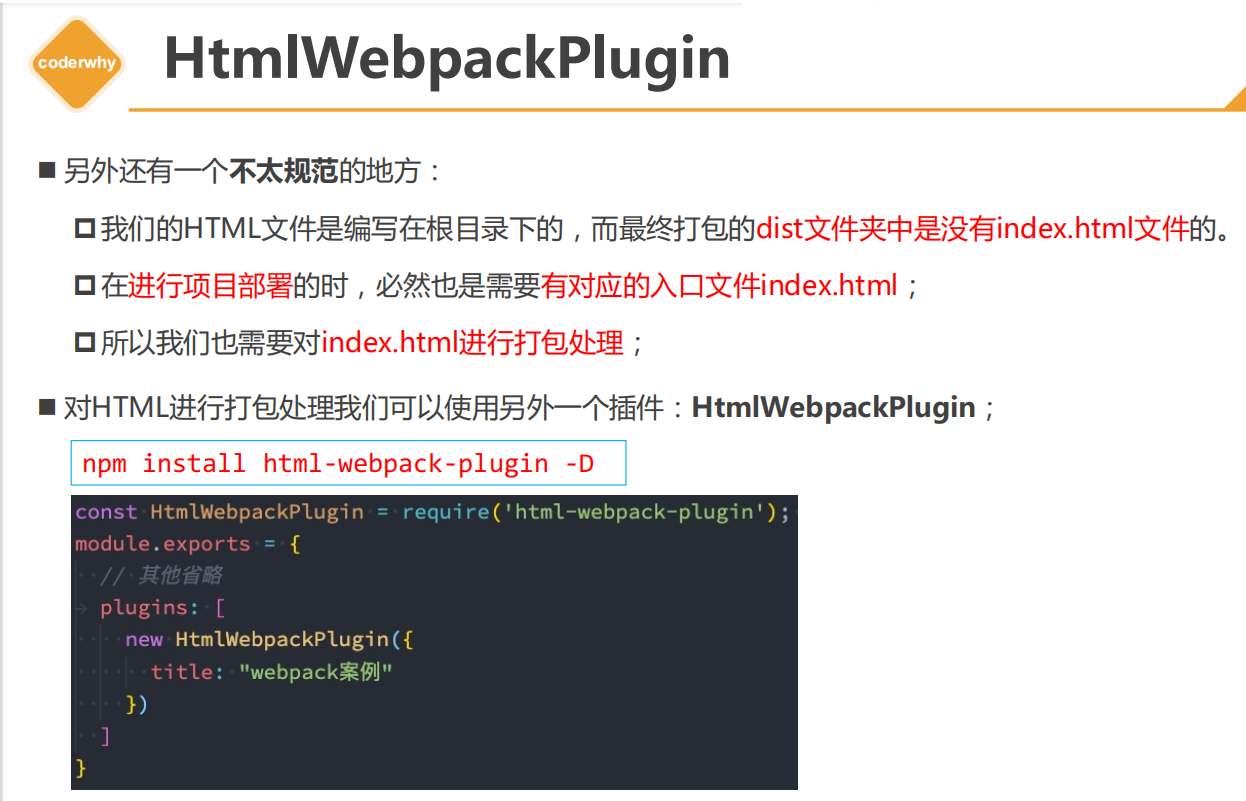 coderwhy
HtmlWebpackPlugin
另外还有一个不太规范的地方：
我们的HTML文件是编写在根目录下的，而最终打包的dist文件夹中是没有index.html文件的。
在进行项目部署的时，必然也是需要有对应的入口文件index.html；
所以我们也需要对index.html进行打包处理；
对HTML进行打包处理我们可以使用另外一个插件：HtmlWebpackPlugin；
npm install html-webpack-plugin -D
const HtmlWebpackPlugin = require('html-webpack-plugin');
module.exports = {
  // 其他省略
  plugins: [
    new HtmlWebpackPlugin({
      title: "webpack案例"
    })
  ]
}